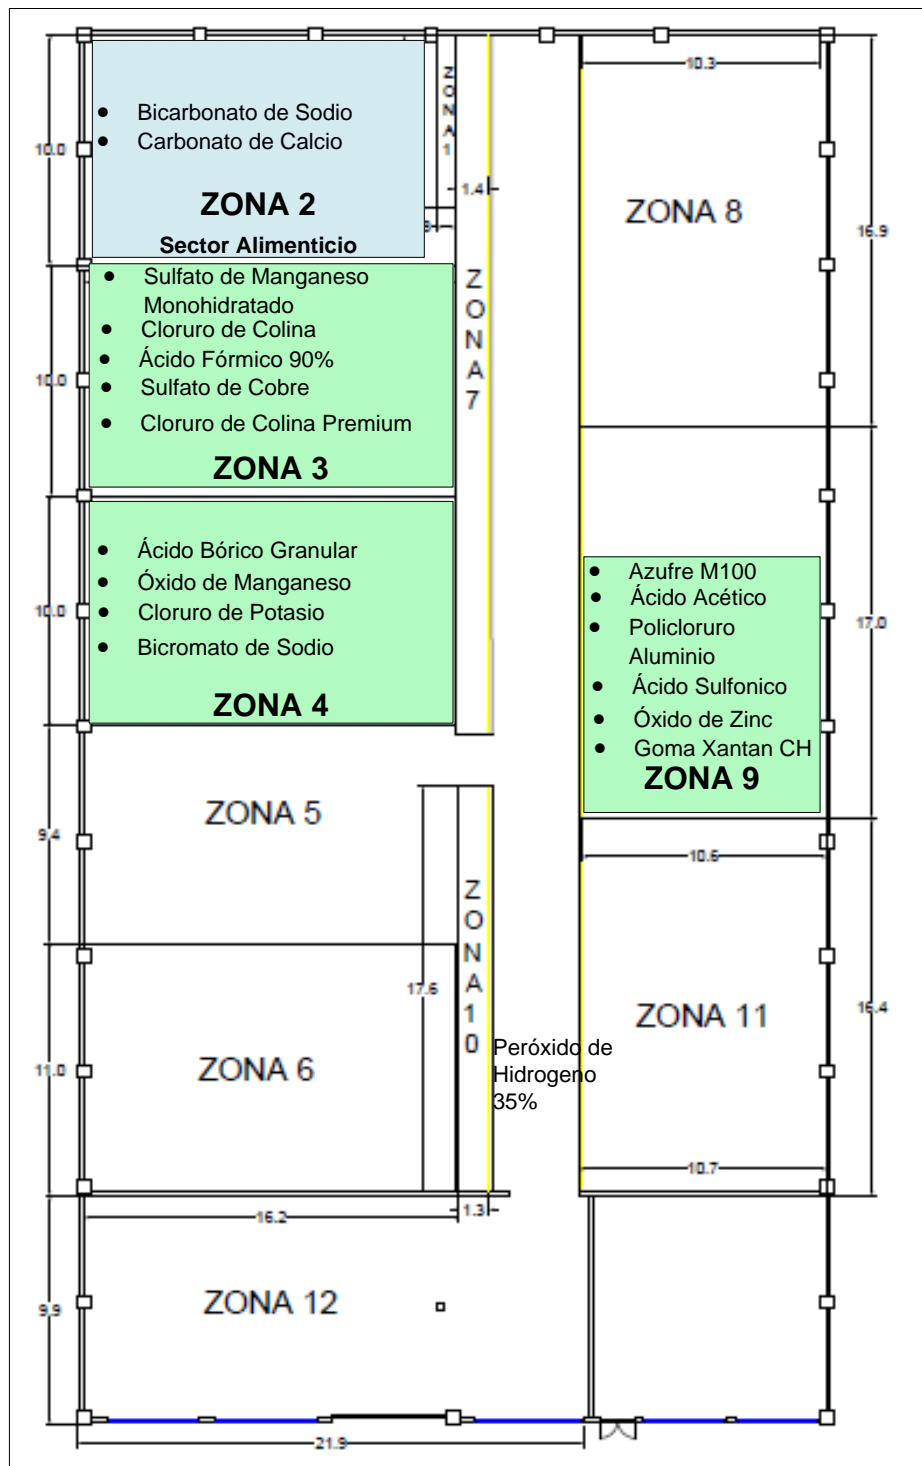 Bicarbonato de Sodio
Carbonato de Calcio
ZONA 2
Sector Alimenticio
Sulfato de Manganeso
Monohidratado
Cloruro de Colina
Ácido Fórmico 90%
Sulfato de Cobre
Cloruro de Colina Premium
ZONA 3
Ácido Bórico Granular
Óxido de Manganeso
Cloruro de Potasio
Bicromato de Sodio
ZONA 4
ZONA 5
ZONA 6
ZONA 12
ZONA 1
1.4
ZONA 7
ZONA 10
17.6
Peróxido de
Hidrogeno
35%
10.3
ZONA 8
Azufre M100
Ácido Acético
Policloruro
Aluminio
Ácido Sulfonico
Óxido de Zinc
Goma Xantan CH
ZONA 9
10.6
ZONA 11
10.7
10.0
10.0
10.0
9.4
11.0
9.9
16.9
17.0
16.4
16.2
1.3
21.9